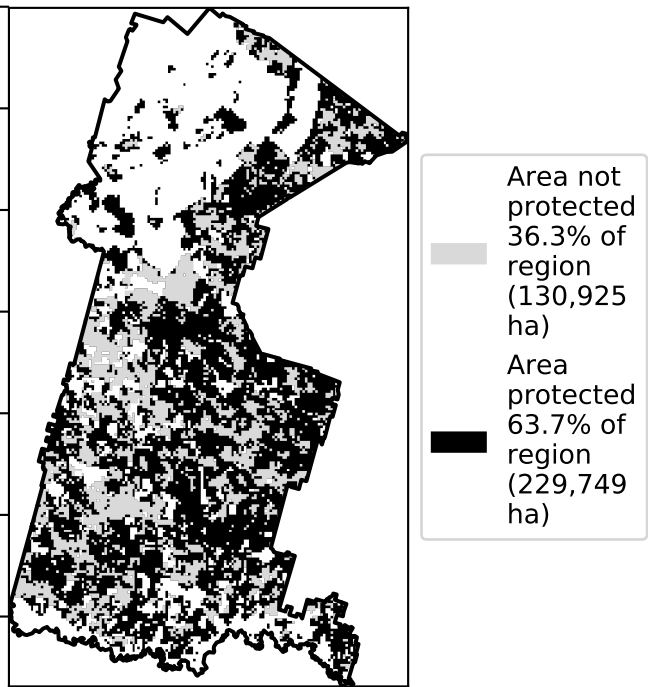 Area not
protected
36.3% of
region
(130,925
ha)
Area
protected
63.7% of
region
(229,749
ha)